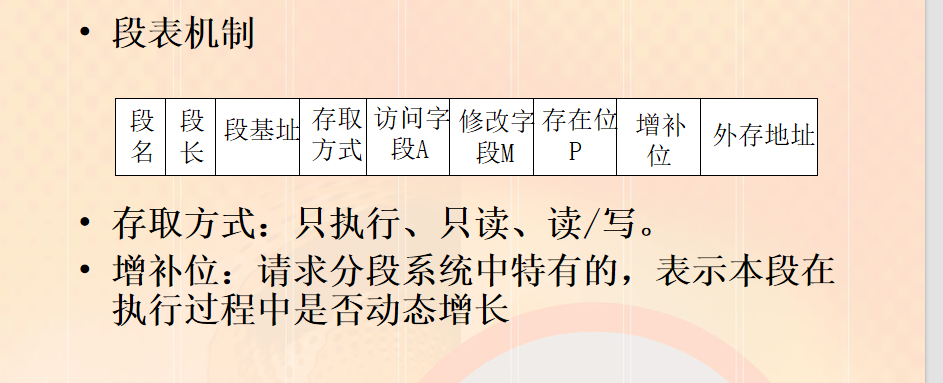 • 段表机制
段名 段长 段基址 存取方式 访问字段A 修改字段M 存在位P 增补位 外存地址
• 存取方式：只执行、只读、读/写。
• 增补位：请求分段系统中特有的，表示本段在
执行过程中是否动态增长